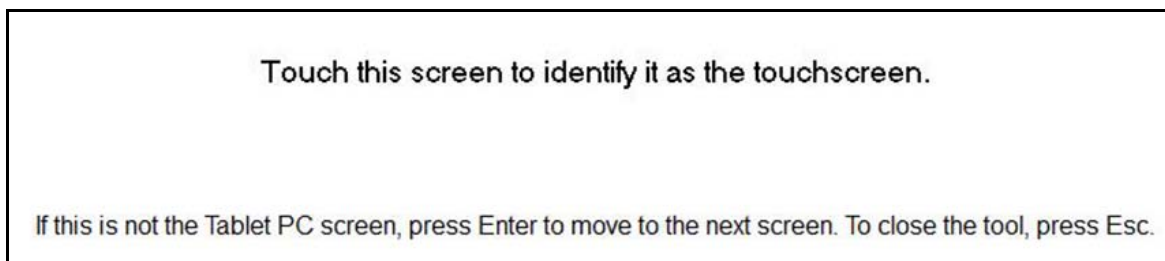 Touch this screen to identify it as the touchscreen.
If this is not the Tablet PC screen, press Enter to move to the next screen. To close the tool, press Esc.